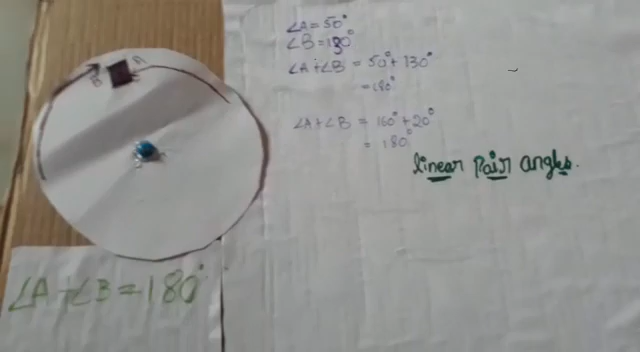 ∠A=50°
∠B=130°
∠A+∠B = 50°+130°
=180°
∠A+∠B = 160°+20°
= 180°
linear Pair angles.
B A
∠A+∠B=180°